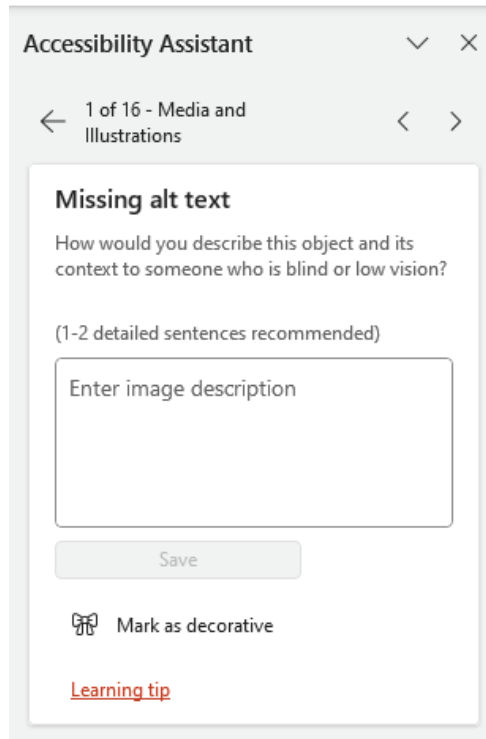 Accessibility Assistant
1 of 16 - Media and
Illustrations
Missing alt text
How would you describe this object and its
context to someone who is blind or low vision?
(1-2 detailed sentences recommended)
Enter image description
Save
Mark as decorative
Learning tip